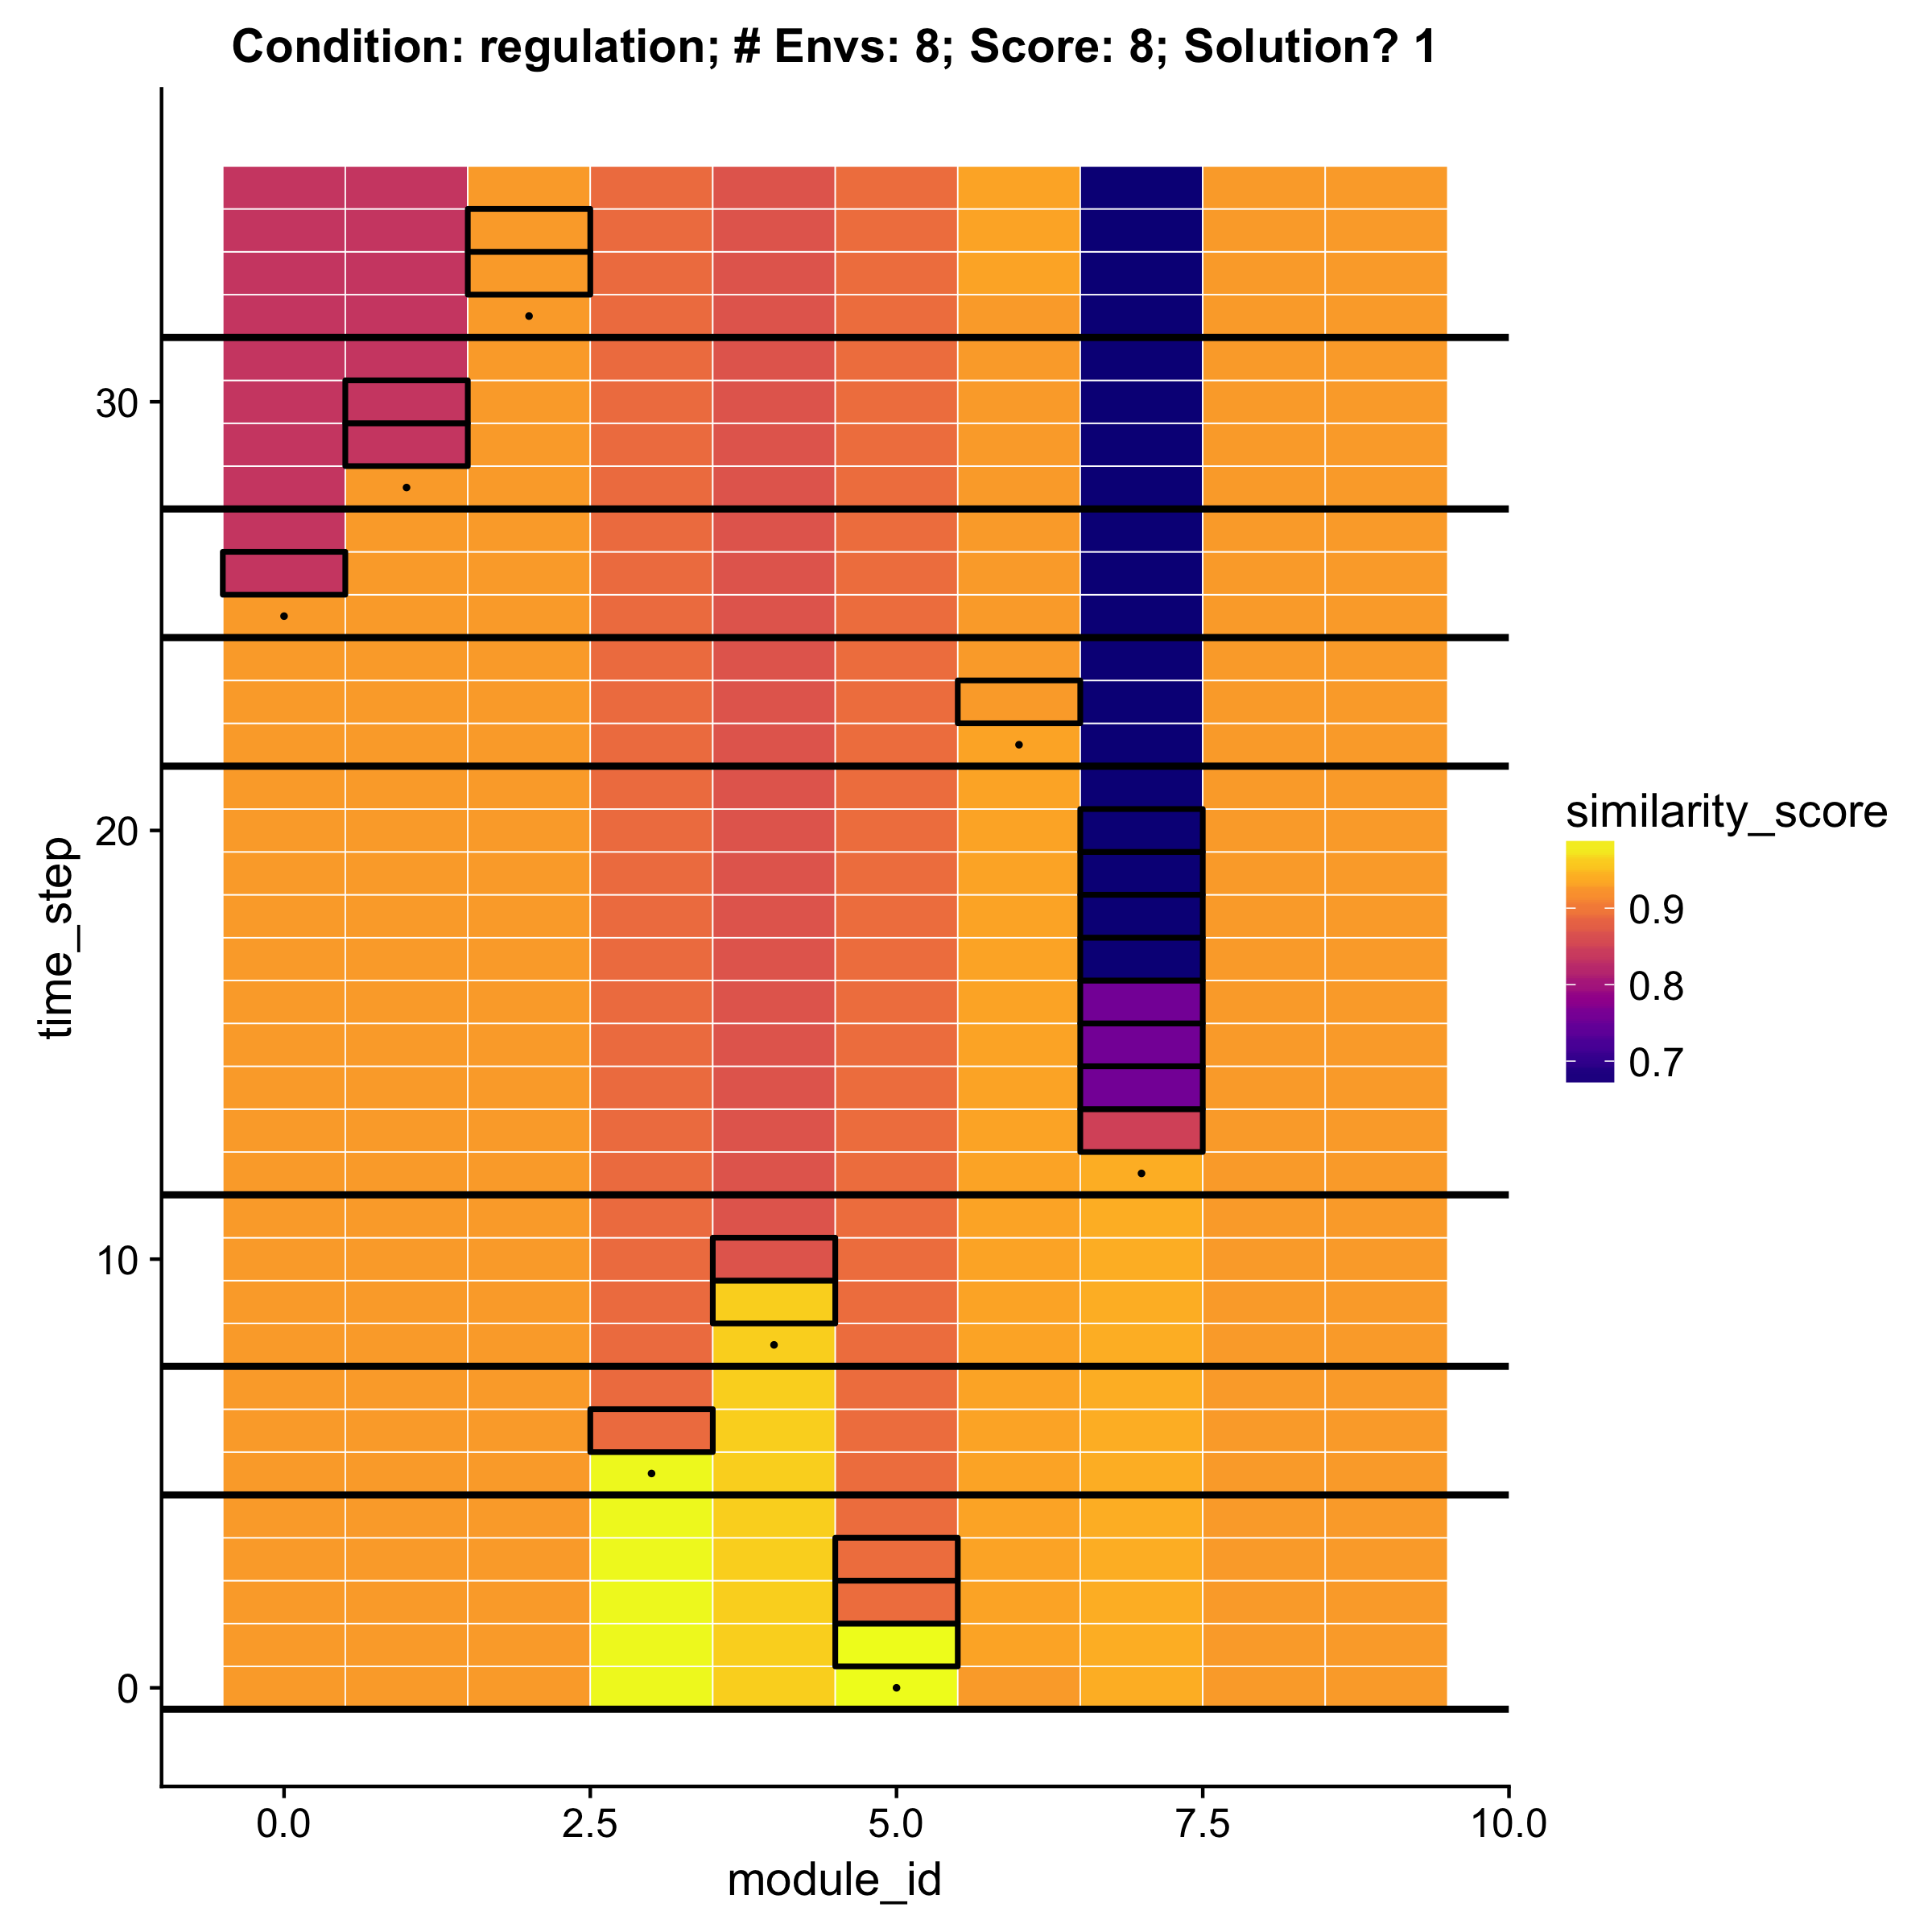 Condition: regulation; # Envs: 8; Score: 8; Solution? 1
30
20
10
0
time_step
0.0 2.5 5.0 7.5 10.0
module_id
similarity_score
0.9
0.8
0.7